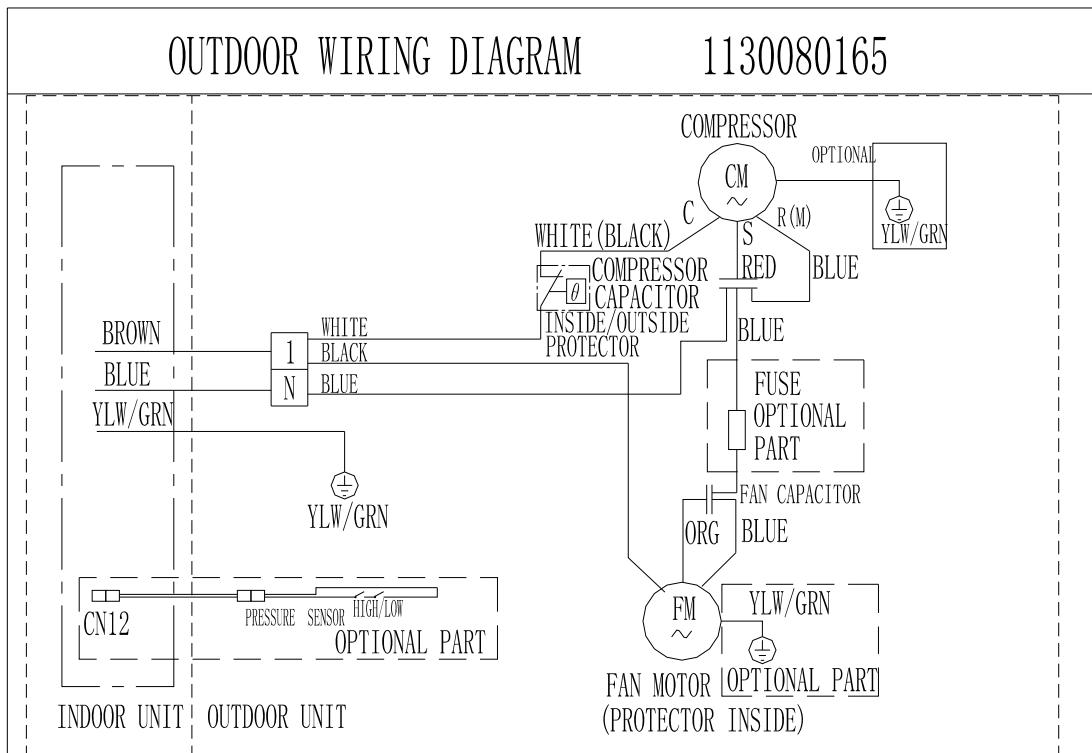 OUTDOOR WIRING DIAGRAM 1130080165
COMPRESSOR
OPTIONAL
CM
C
S
R(M)
YLW/GRN
WHITE(BLACK)
RED
BLUE
COMPRESSOR
CAPACITOR
θ
INSIDE/OUTSIDE
PROTECTOR
BLUE
BROWN
WHITE
1
BLACK
BLUE
N
BLUE
YLW/GRN
FUSE
OPTIONAL
PART
YLW/GRN
FAN CAPACITOR
ORG
BLUE
CN12
PRESSURE SENSOR
HIGH/LOW
OPTIONAL PART
FM
YLW/GRN
OPTIONAL PART
FAN MOTOR
(PROTECTOR INSIDE)
INDOOR UNIT
OUTDOOR UNIT